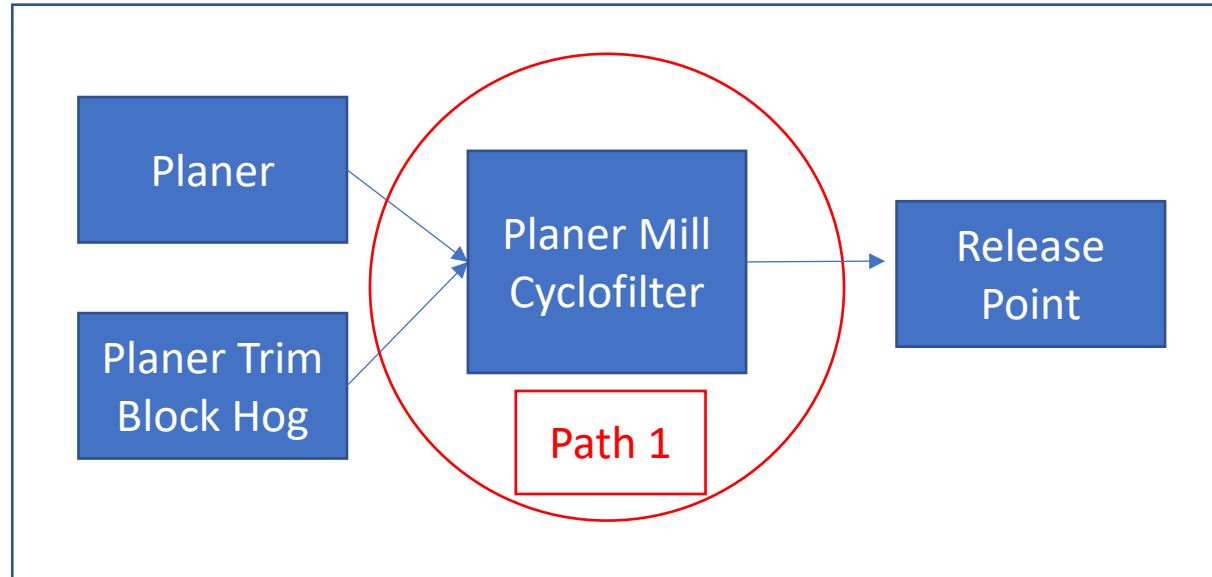 Planer
Planer Trim
Block Hog
Planer Mill
Cyclofilter
Path 1
Release
Point